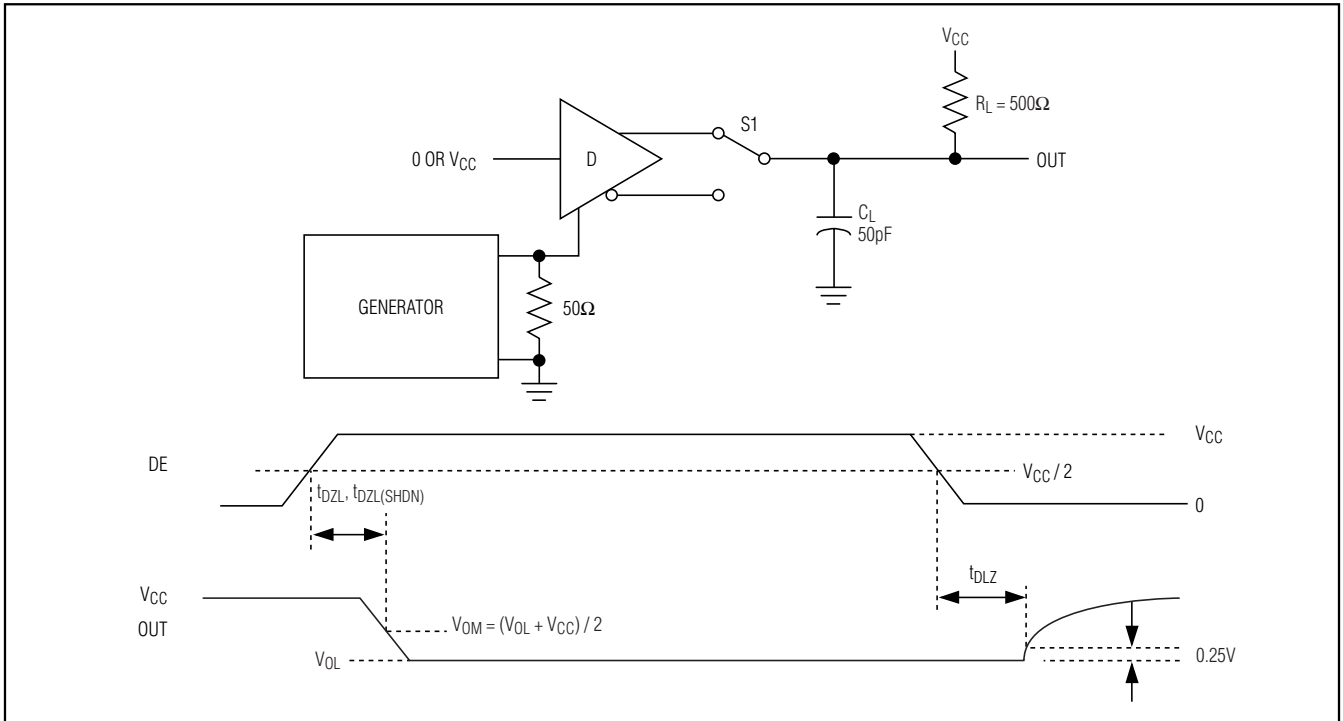 VCC
RL = 500Ω
S1
0 OR VCC
D
OUT
CL
50pF
GENERATOR
50Ω
VCC
DE
VCC / 2
tDZL, tDZL(SHDN)
0
tDLZ
VCC
OUT
VOM = (VOL + VCC) / 2
VOL
0.25V